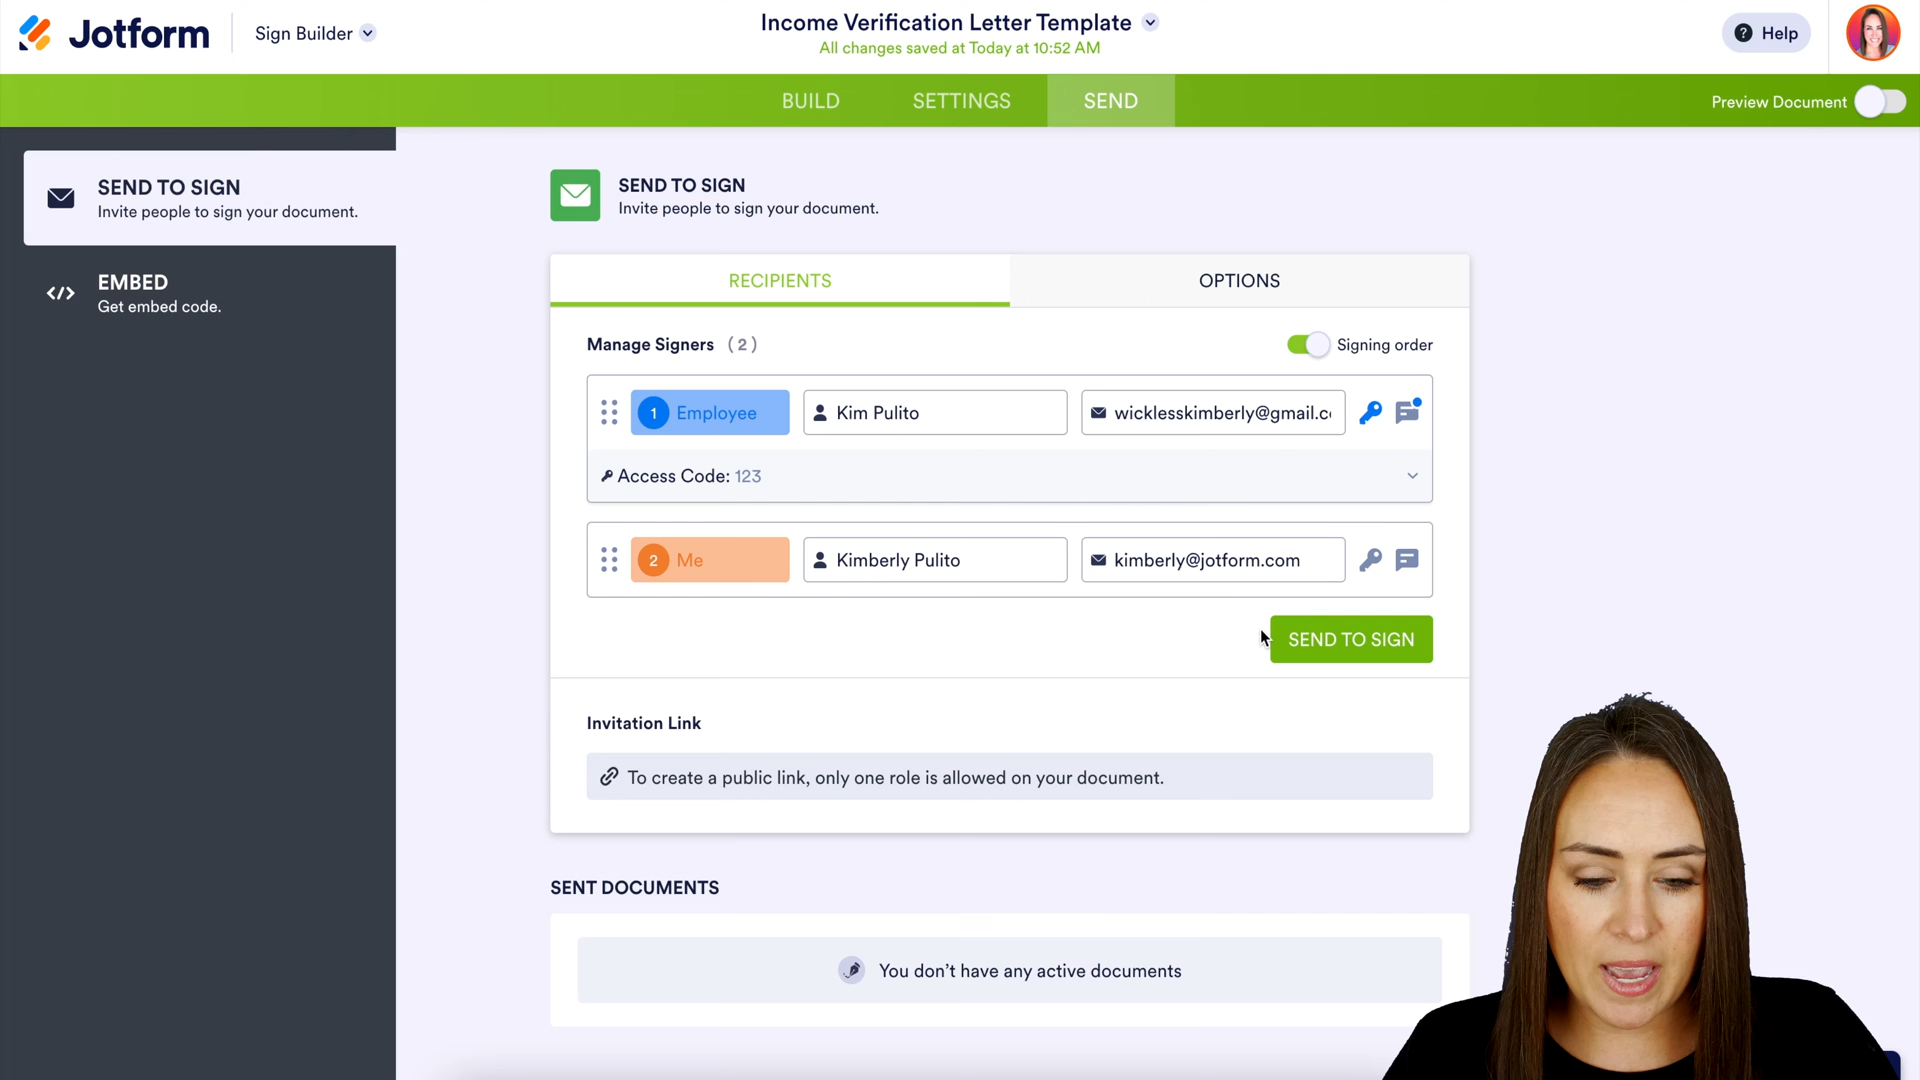 Jotform
Sign Builder
Income Verification Letter Template
All changes saved at Today at 10:52 AM
Help
BUILD
SETTINGS
SEND
Preview Document
SEND TO SIGN
Invite people to sign your document.
EMBED
Get embed code.
SEND TO SIGN
Invite people to sign your document.
RECIPIENTS
OPTIONS
Manage Signers (2)
Signing order
1 Employee
Kim Pulito
wicklesskimberly@gmail.c
Access Code: 123
2 Me
Kimberly Pulito
kimberly@jotform.com
SEND TO SIGN
Invitation Link
To create a public link, only one role is allowed on your document.
SENT DOCUMENTS
You don't have any active documents